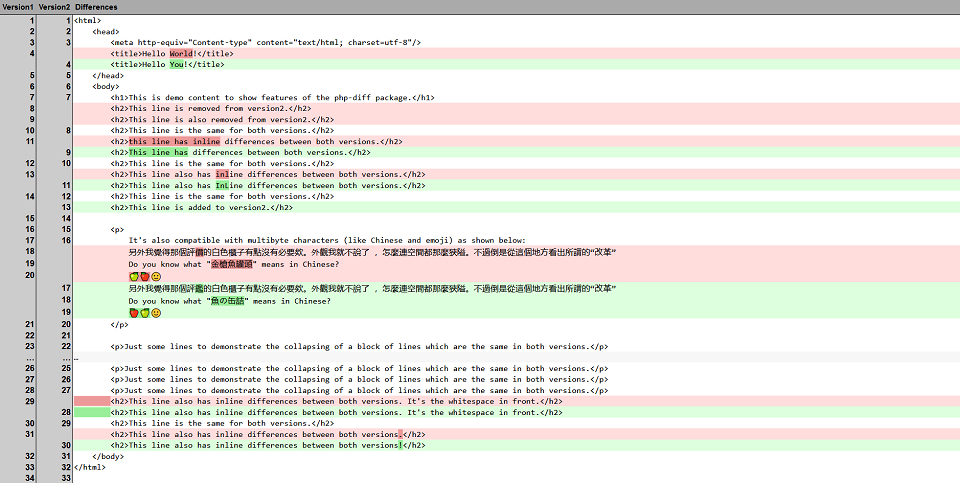 Version1 Version2 Differences
1 1 <html>
2 2 <head>
3 3 <meta http-equiv="Content-type" content="text/html; charset=utf-8"/>
4 <title>Hello World!</title>
4 <title>Hello You!</title>
5 5 </head>
6 6 <body>
7 7 <h1>This is demo content to show features of the php-diff package.</h1>
8 <h2>This line is removed from version2.</h2>
9 <h2>This line is also removed from version2.</h2>
10 8 <h2>This line is the same for both versions.</h2>
11 <h2>this line has inline differences between both versions.</h2>
9 <h2>This line has differences between both versions.</h2>
12 10 <h2>This line is the same for both versions.</h2>
13 <h2>This line also has inline differences between both versions.</h2>
11 <h2>This line also has InLine differences between both versions.</h2>
14 12 <h2>This line is the same for both versions.</h2>
13 <h2>This line is added to version2.</h2>
15 14
16 15 <p>
17 16 It's also compatible with multibyte characters (like Chinese and emoji) as shown below:
18 另外我覺得那個評價的白色櫃子有點沒有必要欸。外觀我就不說了 ，怎麼連空間都那麼狹隘。不過倒是從這個地方看出所謂的“改革”
19 Do you know what "金槍魚罐頭" means in Chinese?
20 🍏🍎🙂
17 另外我覺得那個評鑑的白色櫃子有點沒有必要欸。外觀我就不說了 ，怎麼連空間都那麼狹隘。不過倒是從這個地方看出所謂的“改革”
18 Do you know what "魚の缶詰" means in Chinese?
19 🍎🍏🙂
21 20 </p>
22 21
23 22 <p>Just some lines to demonstrate the collapsing of a block of lines which are the same in both versions.</p>
... ... …
26 25 <p>Just some lines to demonstrate the collapsing of a block of lines which are the same in both versions.</p>
27 26 <p>Just some lines to demonstrate the collapsing of a block of lines which are the same in both versions.</p>
28 27 <p>Just some lines to demonstrate the collapsing of a block of lines which are the same in both versions.</p>
29 <h2>This line also has inline differences between both versions. It's the whitespace in front.</h2>
28 <h2>This line also has inline differences between both versions. It's the whitespace in front.</h2>
30 29 <h2>This line is the same for both versions.</h2>
31 <h2>This line also has inline differences between both versions.</h2>
30 <h2>This line also has inline differences between both versions!</h2>
32 31 </body>
33 32 </html>
34 33